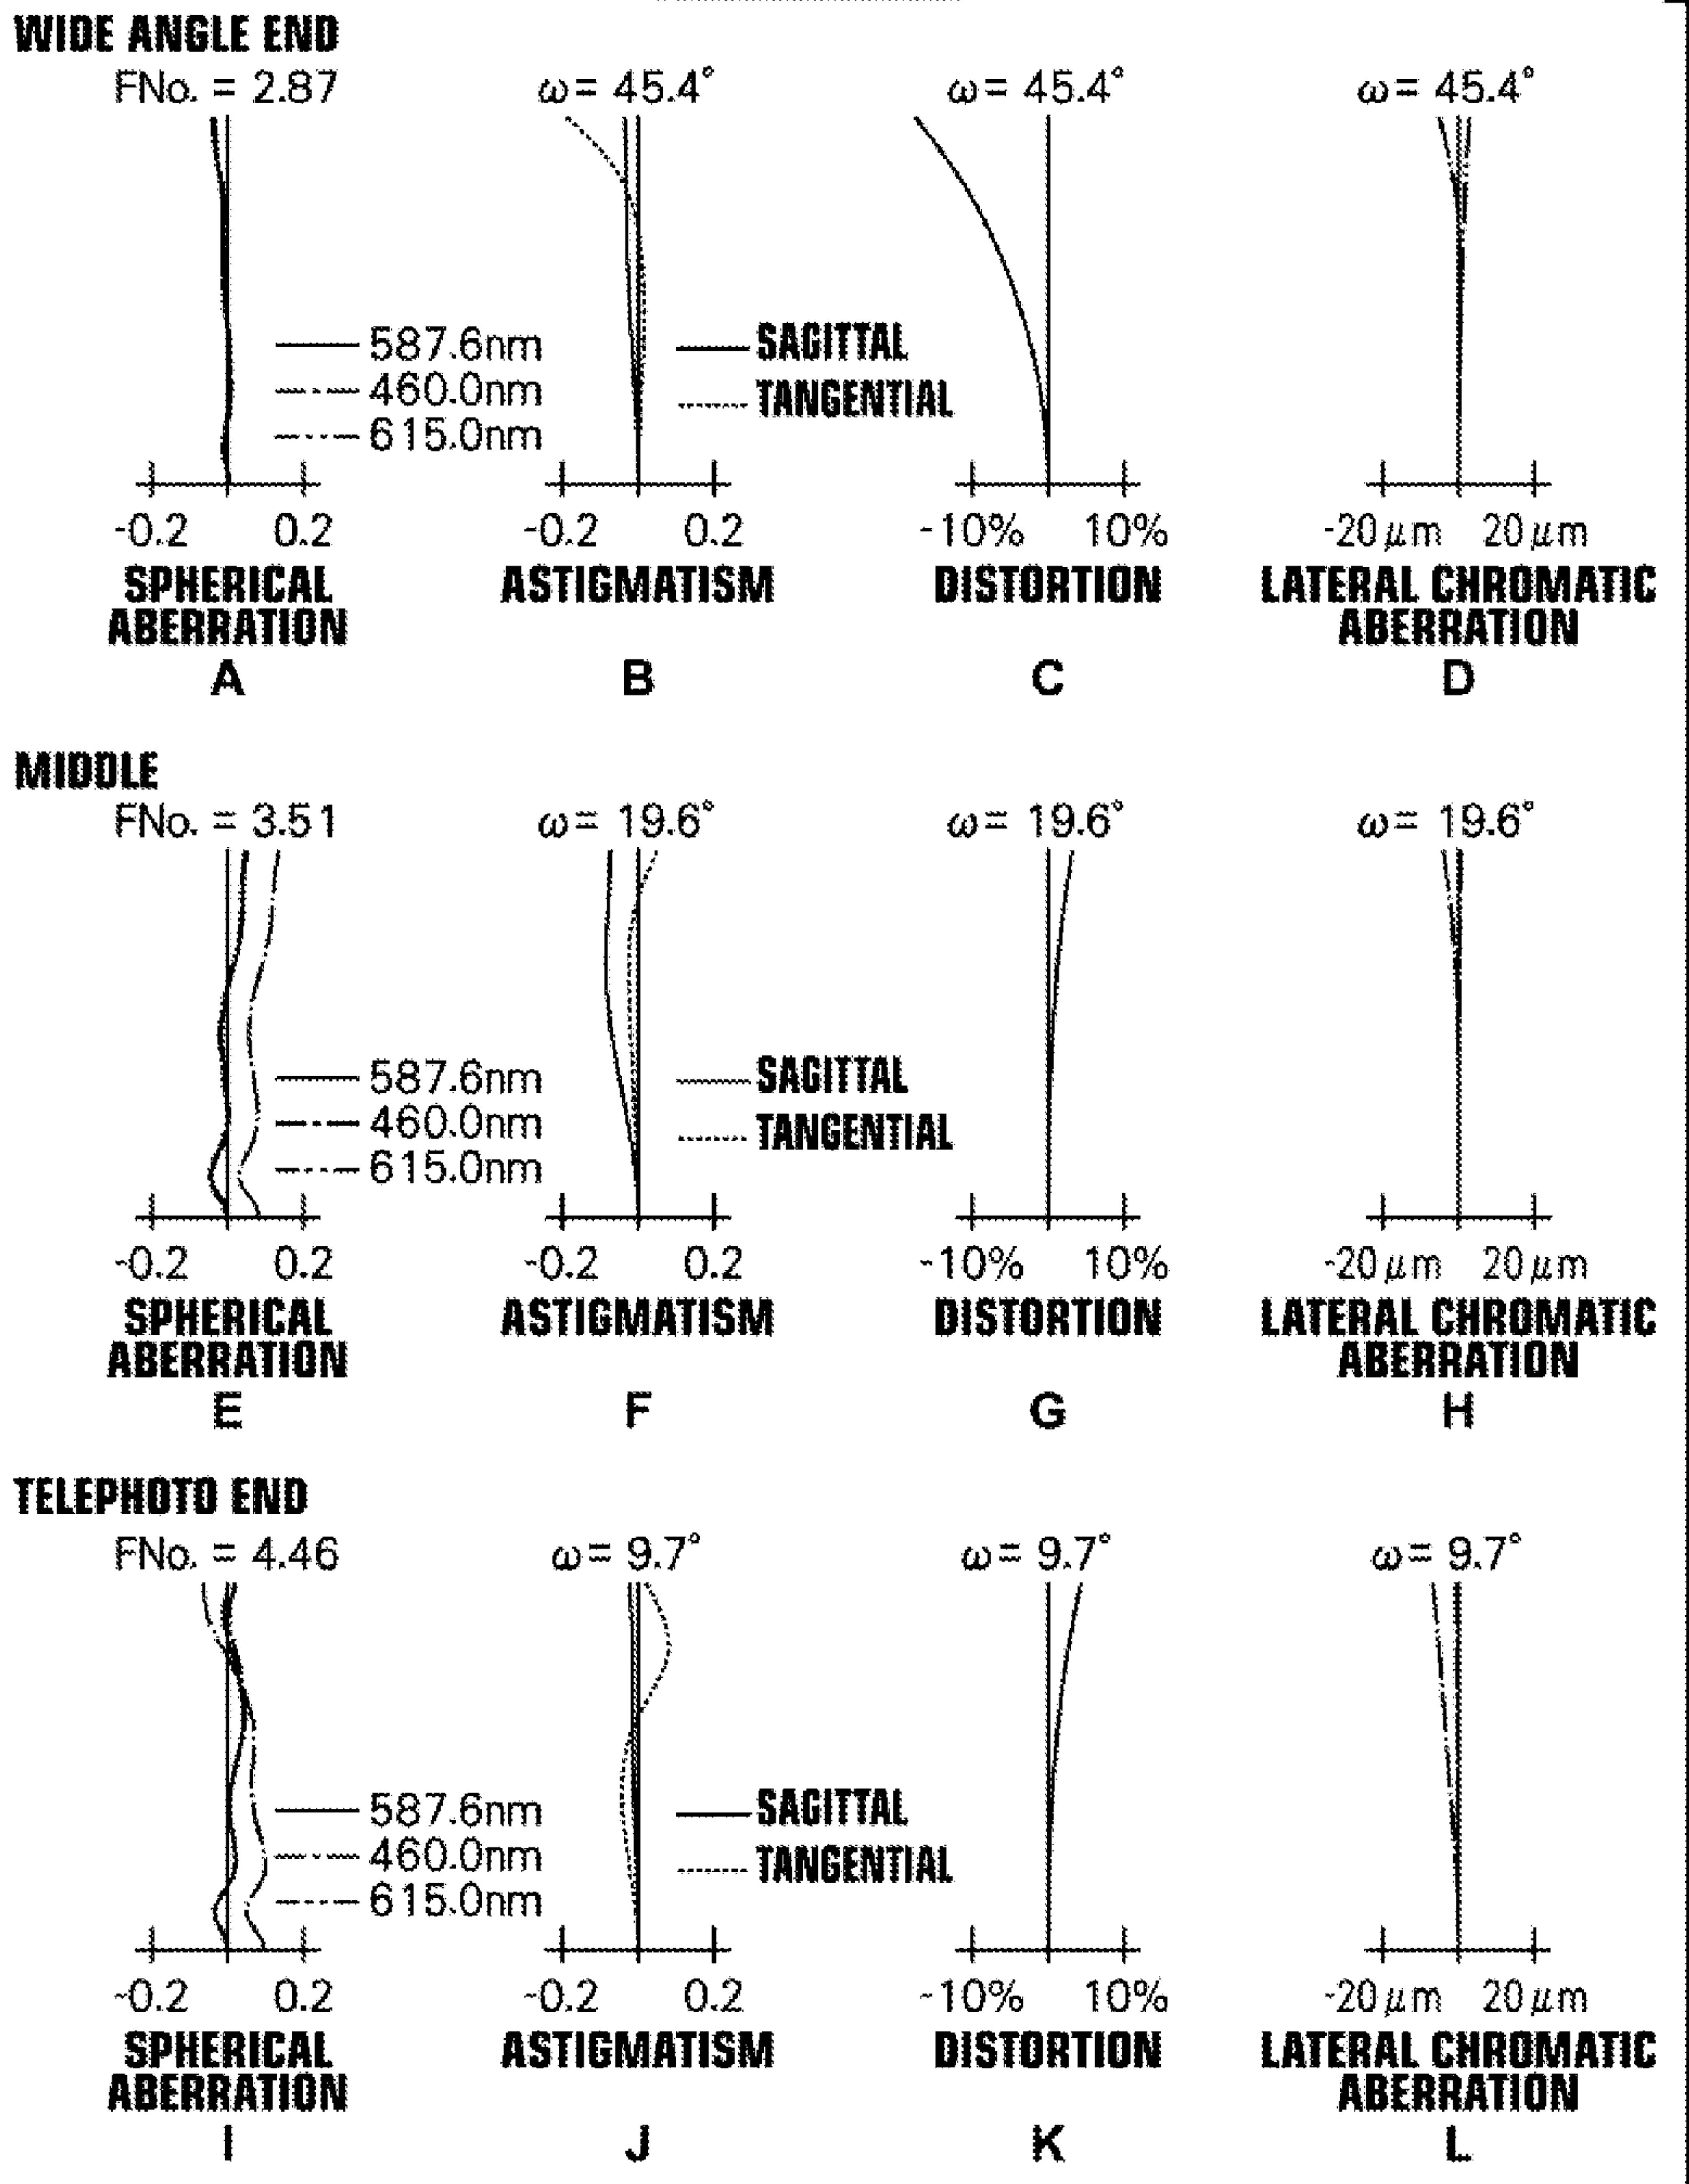 WIDE ANGLE END
FNo. = 2.87
ω= 45.4°
ω= 45.4°
ω= 45.4°
587.6nm
460.0nm
615.0nm
SAGITTAL
TANGENTIAL
-0.2 0.2
-0.2 0.2
-10% 10%
-20μm 20μm
SPHERICAL
ABERRATION
ASTIGMATISM
DISTORTION
LATERAL CHROMATIC
ABERRATION
A
B
C
D
MIDDLE
FNo. = 3.51
ω= 19.6°
ω= 19.6°
ω= 19.6°
587.6nm
460.0nm
615.0nm
SAGITTAL
TANGENTIAL
-0.2 0.2
-0.2 0.2
-10% 10%
-20μm 20μm
SPHERICAL
ABERRATION
ASTIGMATISM
DISTORTION
LATERAL CHROMATIC
ABERRATION
E
F
G
H
TELEPHOTO END
FNo. = 4.46
ω= 9.7°
ω= 9.7°
ω= 9.7°
587.6nm
460.0nm
615.0nm
SAGITTAL
TANGENTIAL
-0.2 0.2
-0.2 0.2
-10% 10%
-20μm 20μm
SPHERICAL
ABERRATION
ASTIGMATISM
DISTORTION
LATERAL CHROMATIC
ABERRATION
I
J
K
L